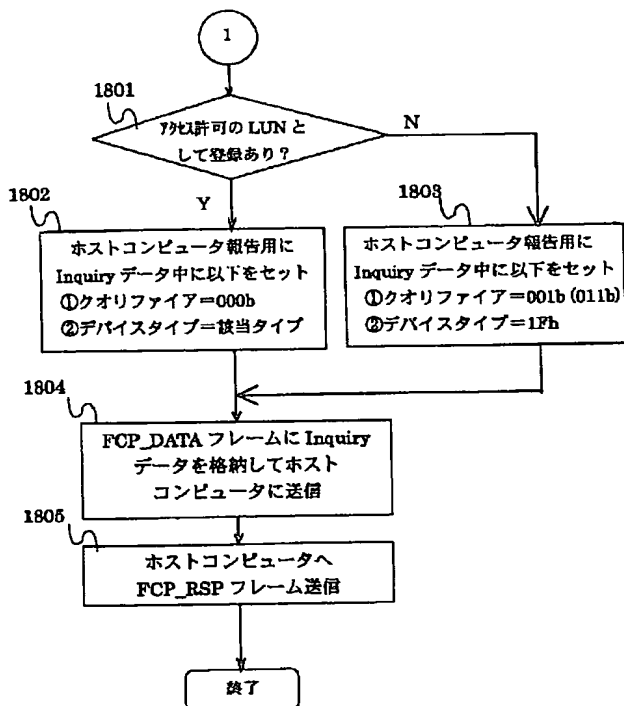 1
1801
アクセス許可の LUN と
して登録あり？
N
Y
1802
ホストコンピュータ報告用に
Inquiry データ中に以下をセット
①クオリファイア＝000b
②デバイスタイプ＝該当タイプ
1803
ホストコンピュータ報告用に
Inquiry データ中に以下をセット
①クオリファイア＝001b (011b)
②デバイスタイプ＝1Fh
1804
FCP_DATA フレームに Inquiry
データを格納してホスト
コンピュータに送信
1805
ホストコンピュータへ
FCP_RSP フレーム送信
終了